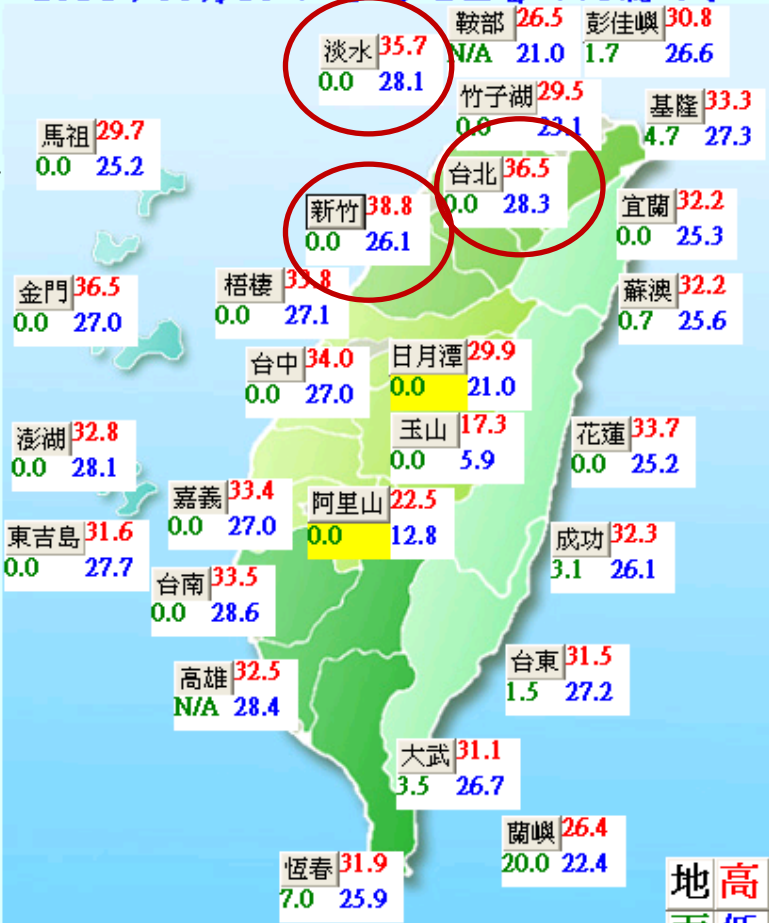 鞍部 26.5
N/A 21.0
彭佳嶼 30.8
1.7 26.6
淡水 35.7
0.0 28.1
竹子湖 29.5
0.0 23.1
基隆 33.3
4.7 27.3
馬祖 29.7
0.0 25.2
台北 36.5
0.0 28.3
新竹 38.8
0.0 26.1
宜蘭 32.2
0.0 25.3
金門 36.5
0.0 27.0
梧棲 33.8
0.0 27.1
蘇澳 32.2
0.7 25.6
台中 34.0
0.0 27.0
日月潭 29.9
0.0 21.0
澎湖 32.8
0.0 28.1
玉山 17.3
0.0 5.9
花蓮 33.7
0.0 25.2
嘉義 33.4
0.0 27.0
阿里山 22.5
0.0 12.8
東吉島 31.6
0.0 27.7
成功 32.3
3.1 26.1
台南 33.5
0.0 28.6
高雄 32.5
N/A 28.4
台東 31.5
1.5 27.2
大武 31.1
3.5 26.7
蘭嶼 26.4
20.0 22.4
恆春 31.9
7.0 25.9
地 高